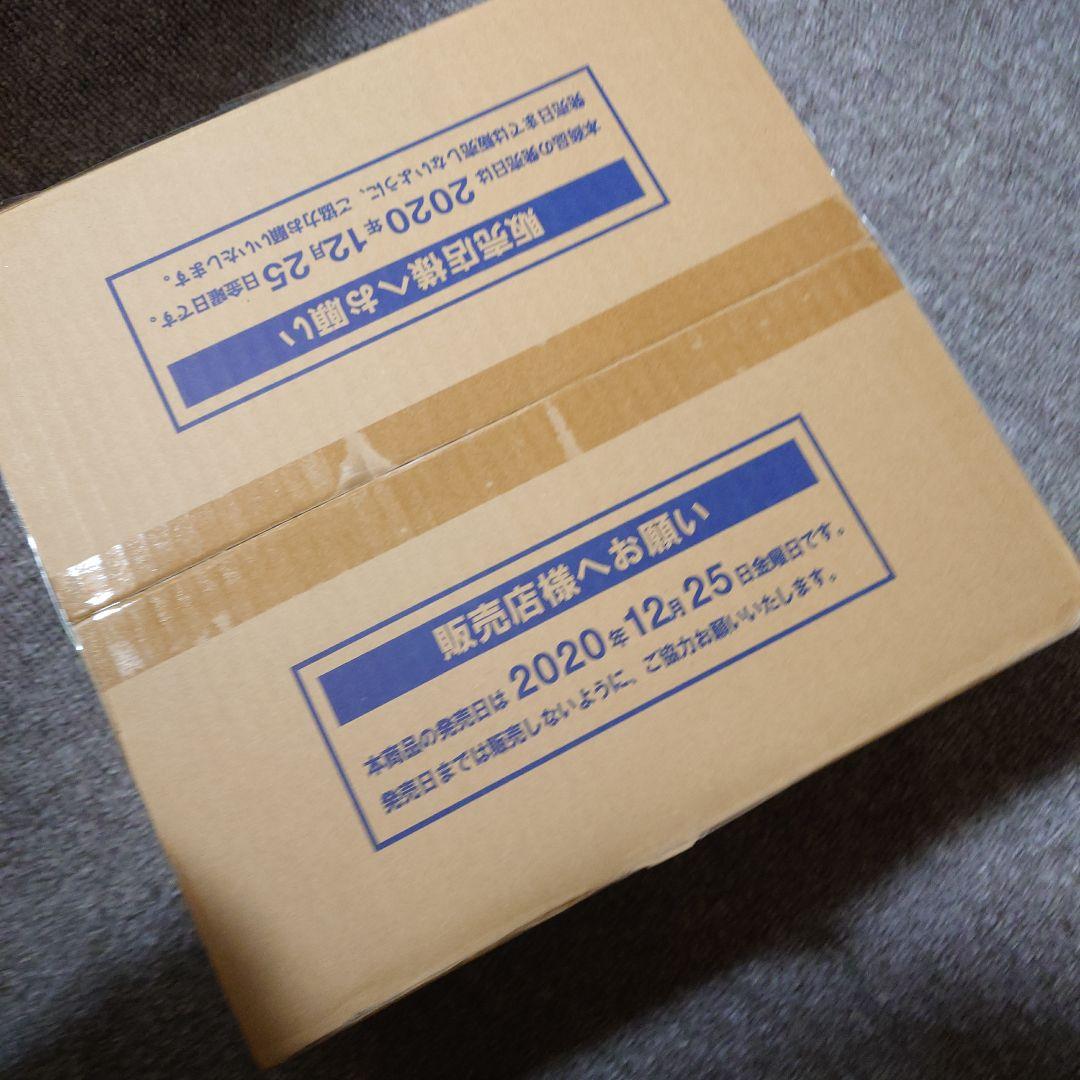 販売店様へお願い
本商品の発売日は 2020年12月25日金曜日です。
発売日までは販売しないように、ご協力お願いいたします。
販売店様へお願い
本商品の発売日は 2020年12月25日金曜日です。
発売日までは販売しないように、ご協力お願いいたします。